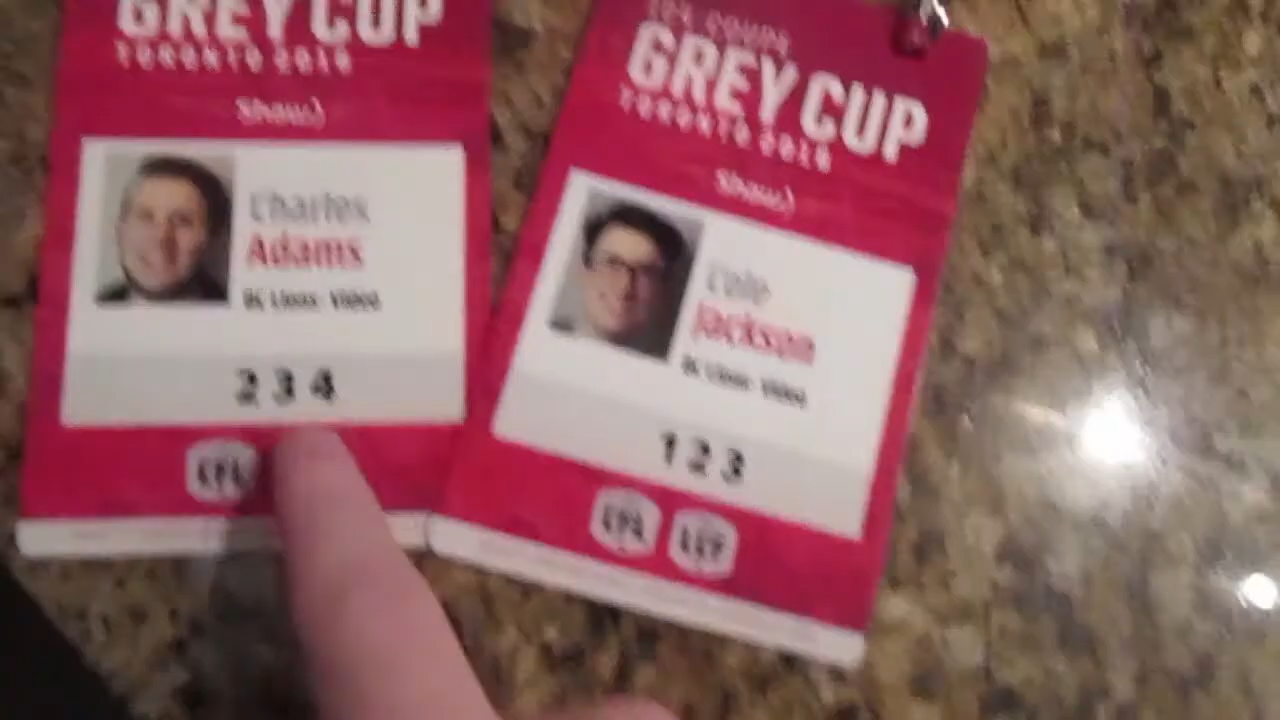 GREY CUP
TORONTO 2016
Shaw)
Charles
Adams
BC Lions- Video
2 3 4
CFL
GREY CUP
TORONTO 2016
Shaw)
Cole
Jackson
BC Lions- Video
1 2 3
CFL LCF